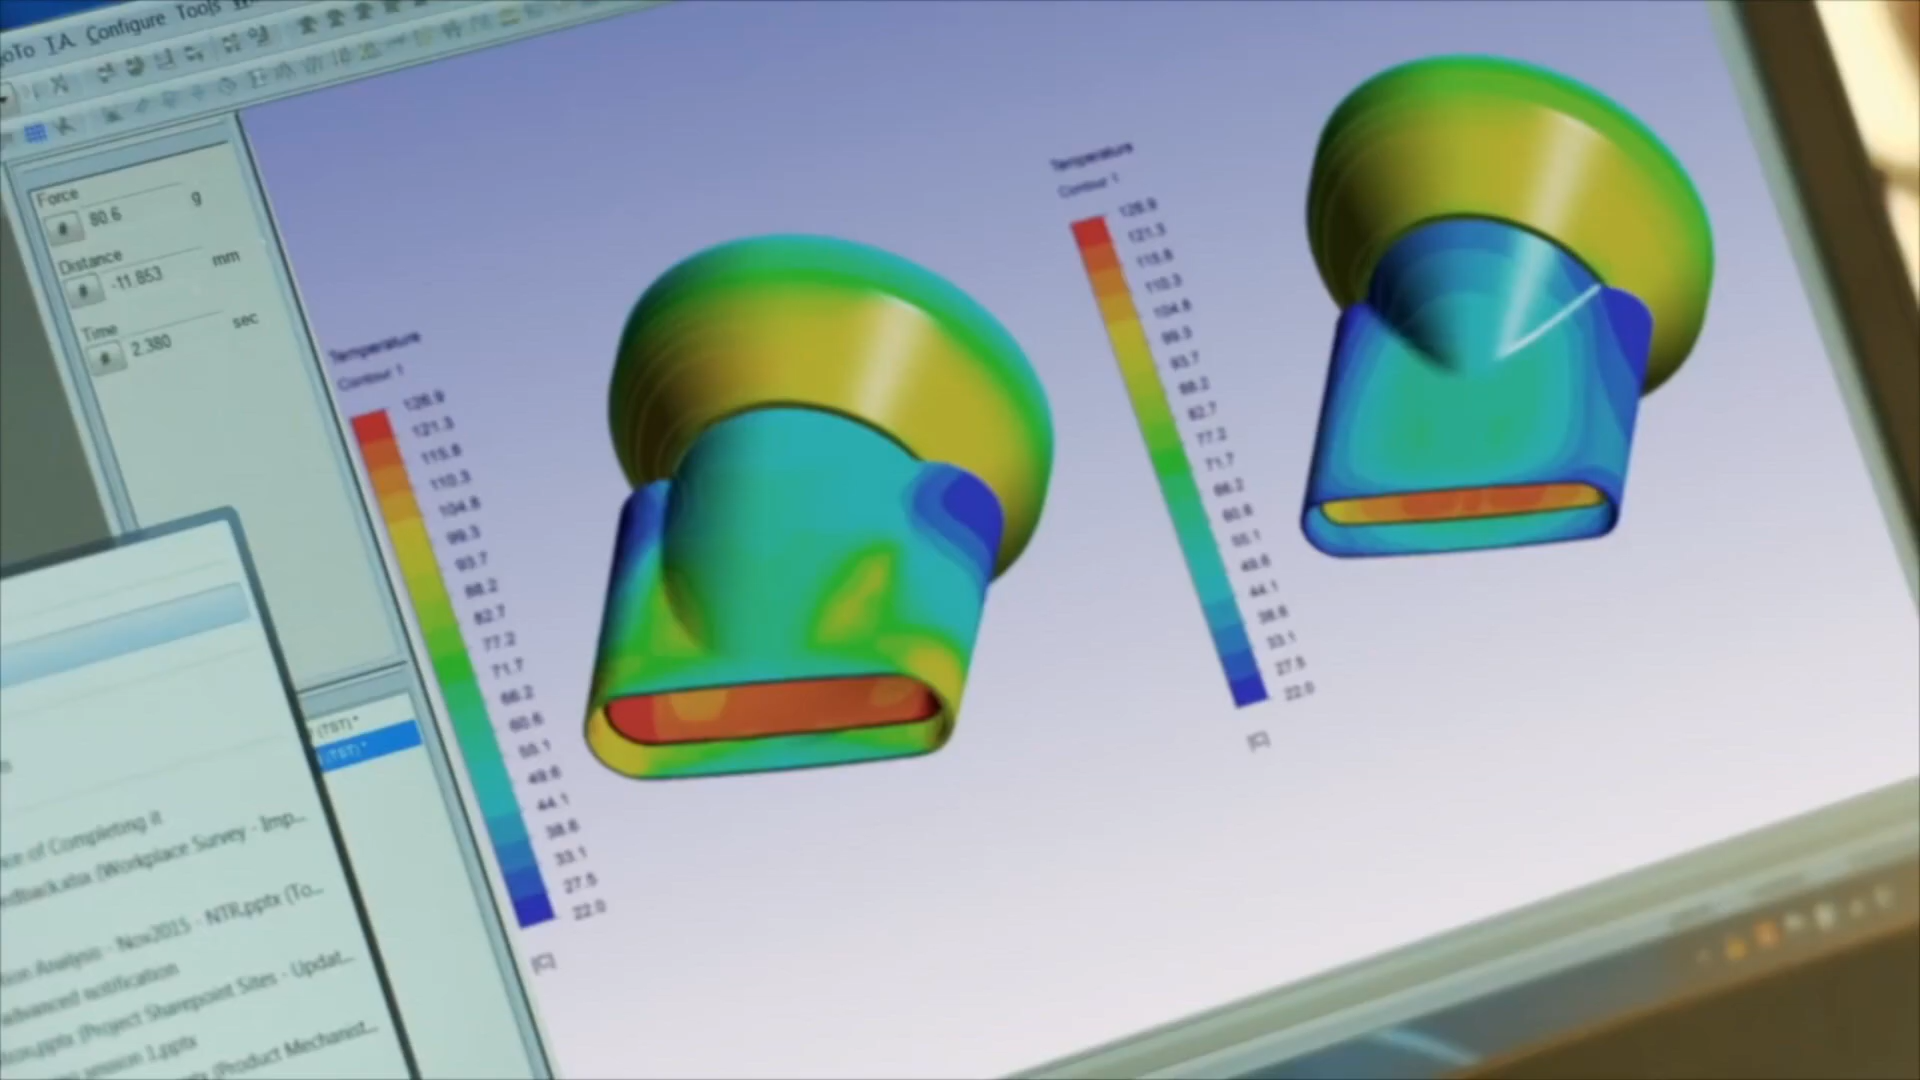 GoTo T.A. Configure Tools
Force
80.6 g
Distance
-11.853 mm
Time
2.380 sec
Temperature
Contour 1
126.9
121.3
115.8
110.3
104.8
99.3
93.7
88.2
82.7
77.2
71.7
66.2
60.6
55.1
49.6
44.1
38.6
33.1
27.5
22.0
[C]
Temperature
Contour 1
126.9
121.3
115.8
110.3
104.8
99.3
93.7
88.2
82.7
77.2
71.7
66.2
60.6
55.1
49.6
44.1
38.6
33.1
27.5
22.0
[C]
(TST)*
(TST)*
nce of Completing it
edback.xlsx (Workplace Survey - Imp...
tion Analysis - Nov2015 - NTR.pptx (To...
advanced notification
tion.pptx (Project Sharepoint Sites - Updat...
session 1.pptx
(Product Mechanist...